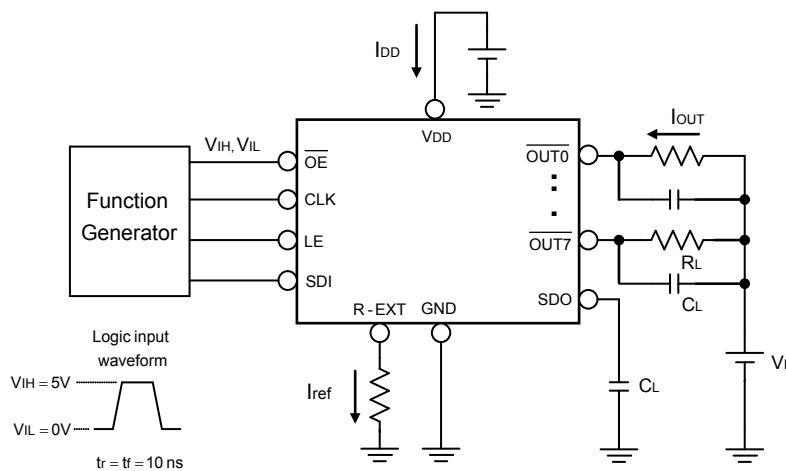 IDD
VDD
VIH, VIL
Function
Generator
OE
CLK
LE
SDI
OUT0
OUT7
SDO
IOUT
RL
CL
R-EXT
GND
Iref
CL
Logic input
waveform
VIH = 5V
VIL = 0V
tr = tf = 10 ns